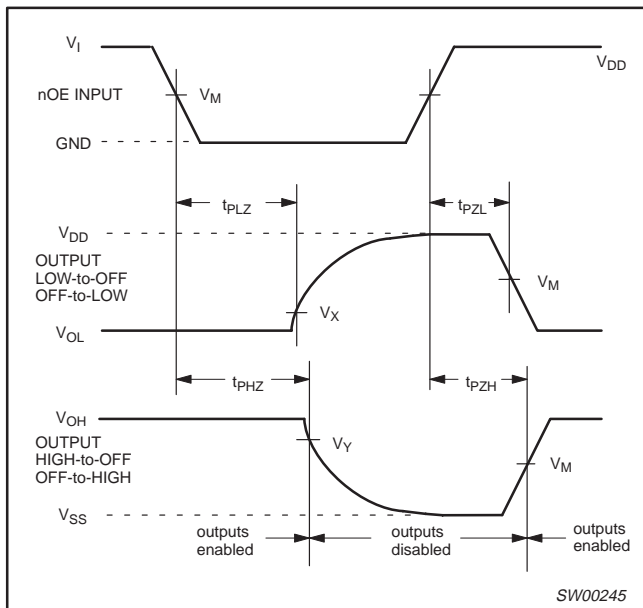 VI
VDD
nOE INPUT
VM
GND
tPLZ
tPZL
VDD
OUTPUT
LOW-to-OFF
OFF-to-LOW
VM
VX
VOL
tPHZ
tPZH
VOH
OUTPUT
HIGH-to-OFF
OFF-to-HIGH
VY
VM
VSS
outputs
enabled
outputs
disabled
outputs
enabled
SW00245